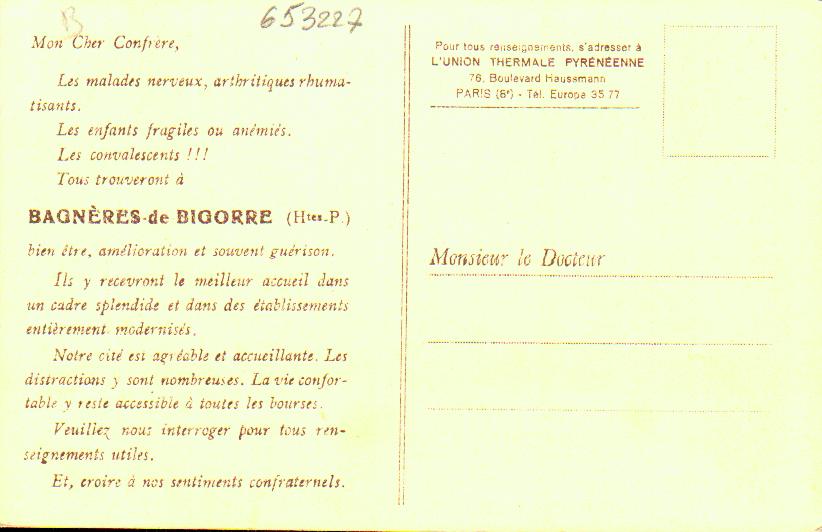 B
653227
Mon Cher Confrère,
Les malades nerveux, arthritiques rhuma-
tisants.
Les enfants fragiles ou anémiés.
Les convalescents !!!
Tous trouveront à
BAGNÈRES-de BIGORRE (Htes-P.)
bien être, amélioration et souvent guérison.
Ils y recevront le meilleur accueil dans
un cadre splendide et dans des établissements
entièrement modernisés.
Notre cité est agréable et accueillante. Les
distractions y sont nombreuses. La vie confor-
table y reste accessible à toutes les bourses.
Veuillez nous interroger pour tous ren-
seignements utiles.
Et, croire à nos sentiments confraternels.
Pour tous renseignements, s'adresser à
L'UNION THERMALE PYRÉNÉENNE
76, Boulevard Haussmann
PARIS (8e) - Tél. Europe 35 77
Monsieur le Docteur